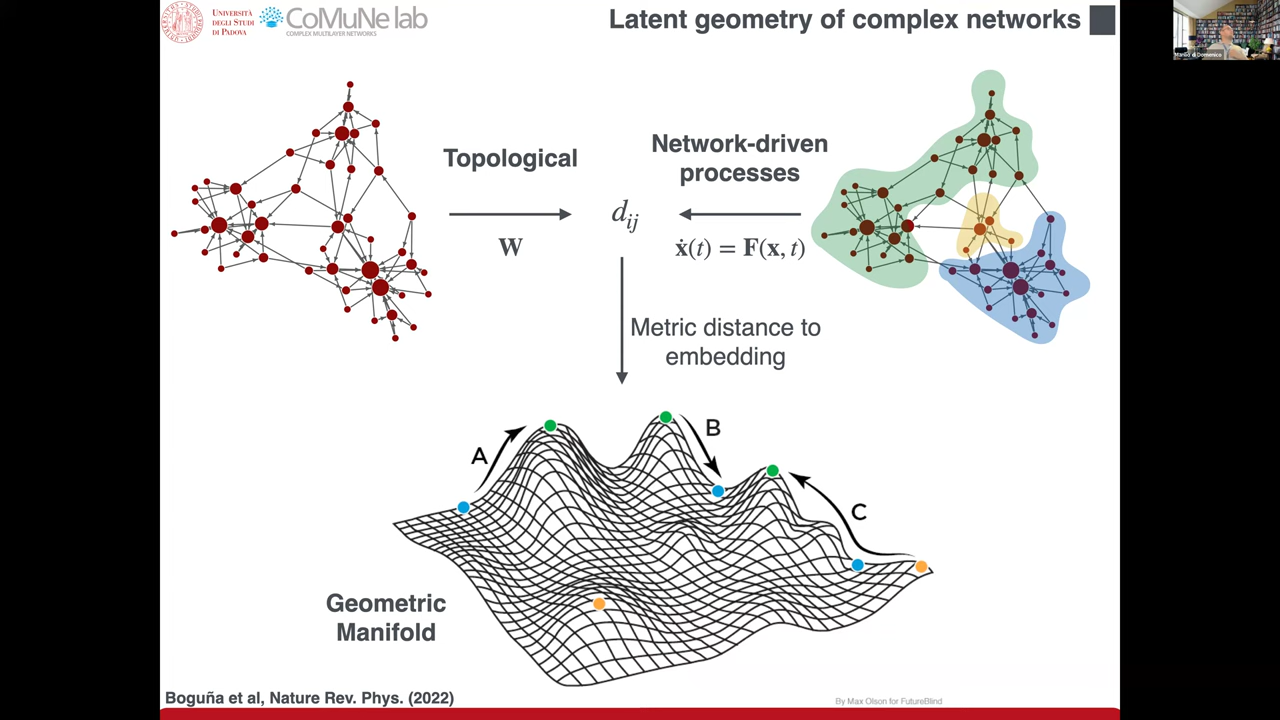 UNIVERSITÀ
DEGLI STUDI
DI PADOVA
CoMuNe lab
COMPLEX MULTILAYER NETWORKS
Latent geometry of complex networks
Topological
W
d_ij
Network-driven
processes
ẋ(t) = F(x, t)
Metric distance to
embedding
A
B
C
Geometric
Manifold
Boguña et al, Nature Rev. Phys. (2022)
By Max Olson for FutureBlind